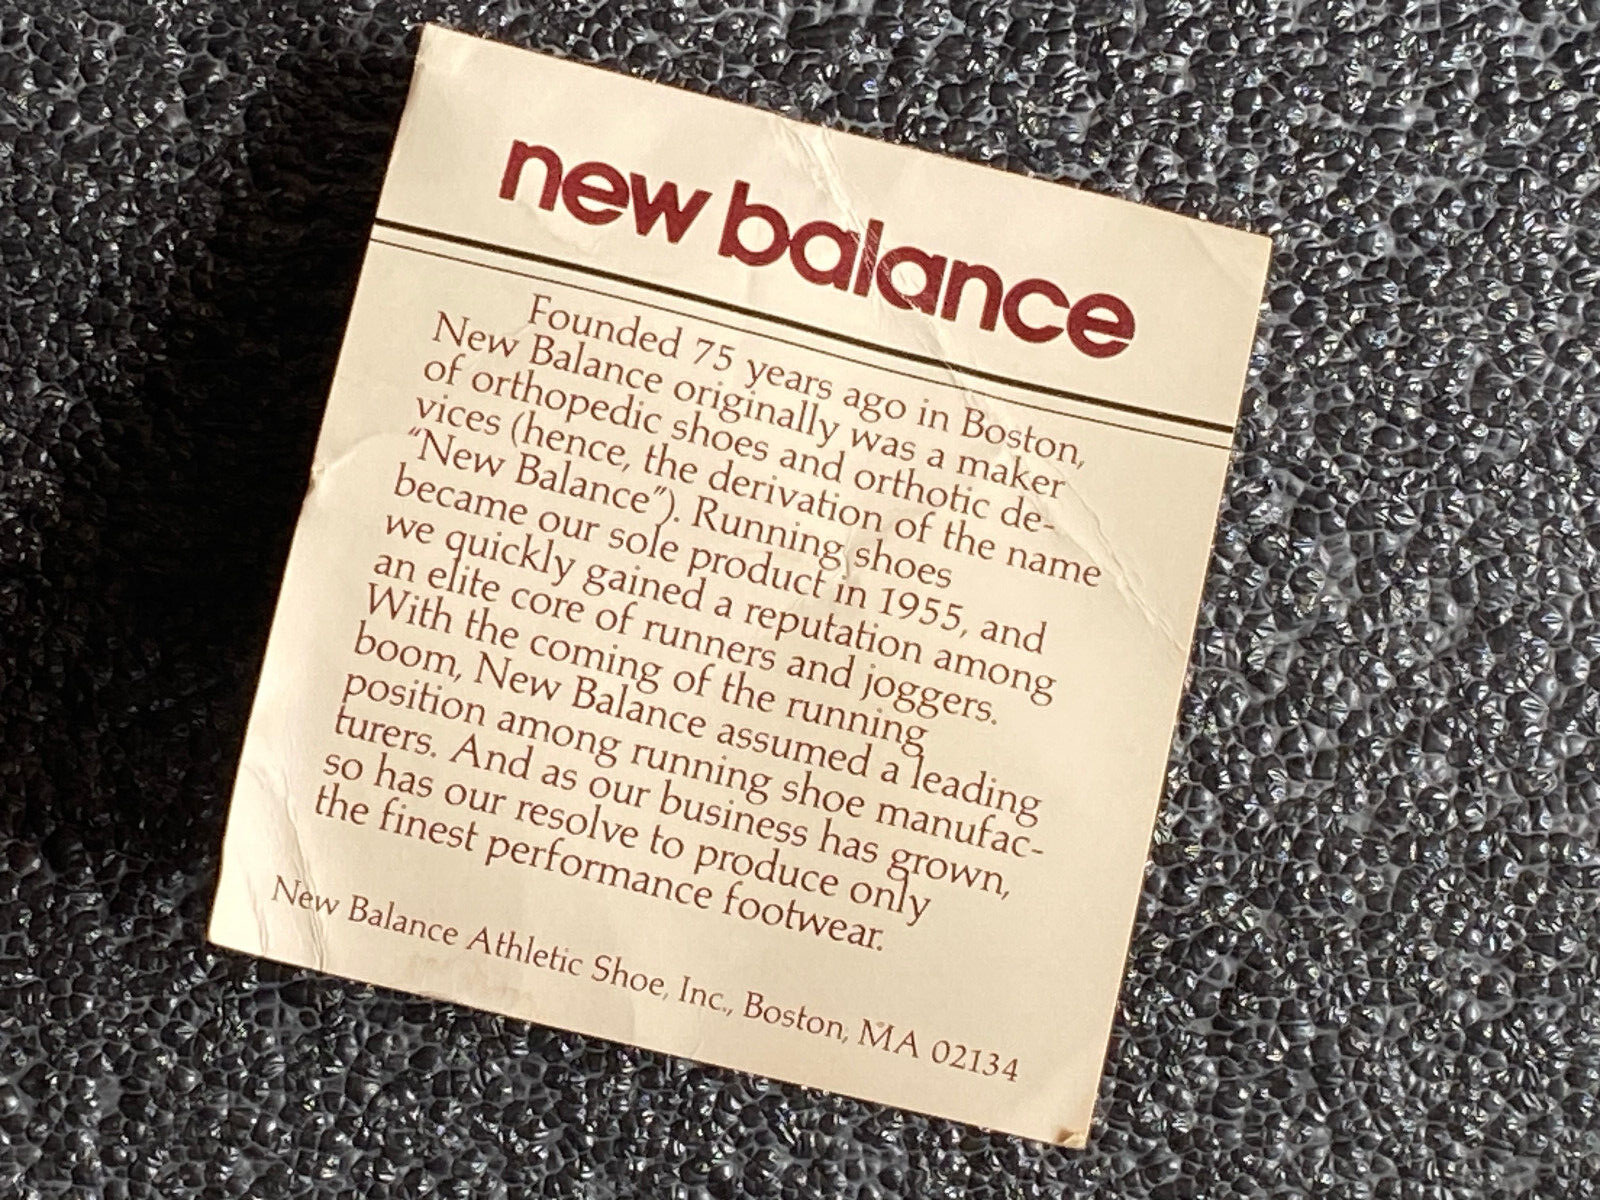 new balance
Founded 75 years ago in Boston,
New Balance originally was a maker
of orthopedic shoes and orthotic de-
vices (hence, the derivation of the name
“New Balance”). Running shoes
became our sole product in 1955, and
we quickly gained a reputation among
an elite core of runners and joggers.
With the coming of the running
boom, New Balance assumed a leading
position among running shoe manufac-
turers. And as our business has grown,
so has our resolve to produce only
the finest performance footwear.
New Balance Athletic Shoe, Inc., Boston, MA 02134